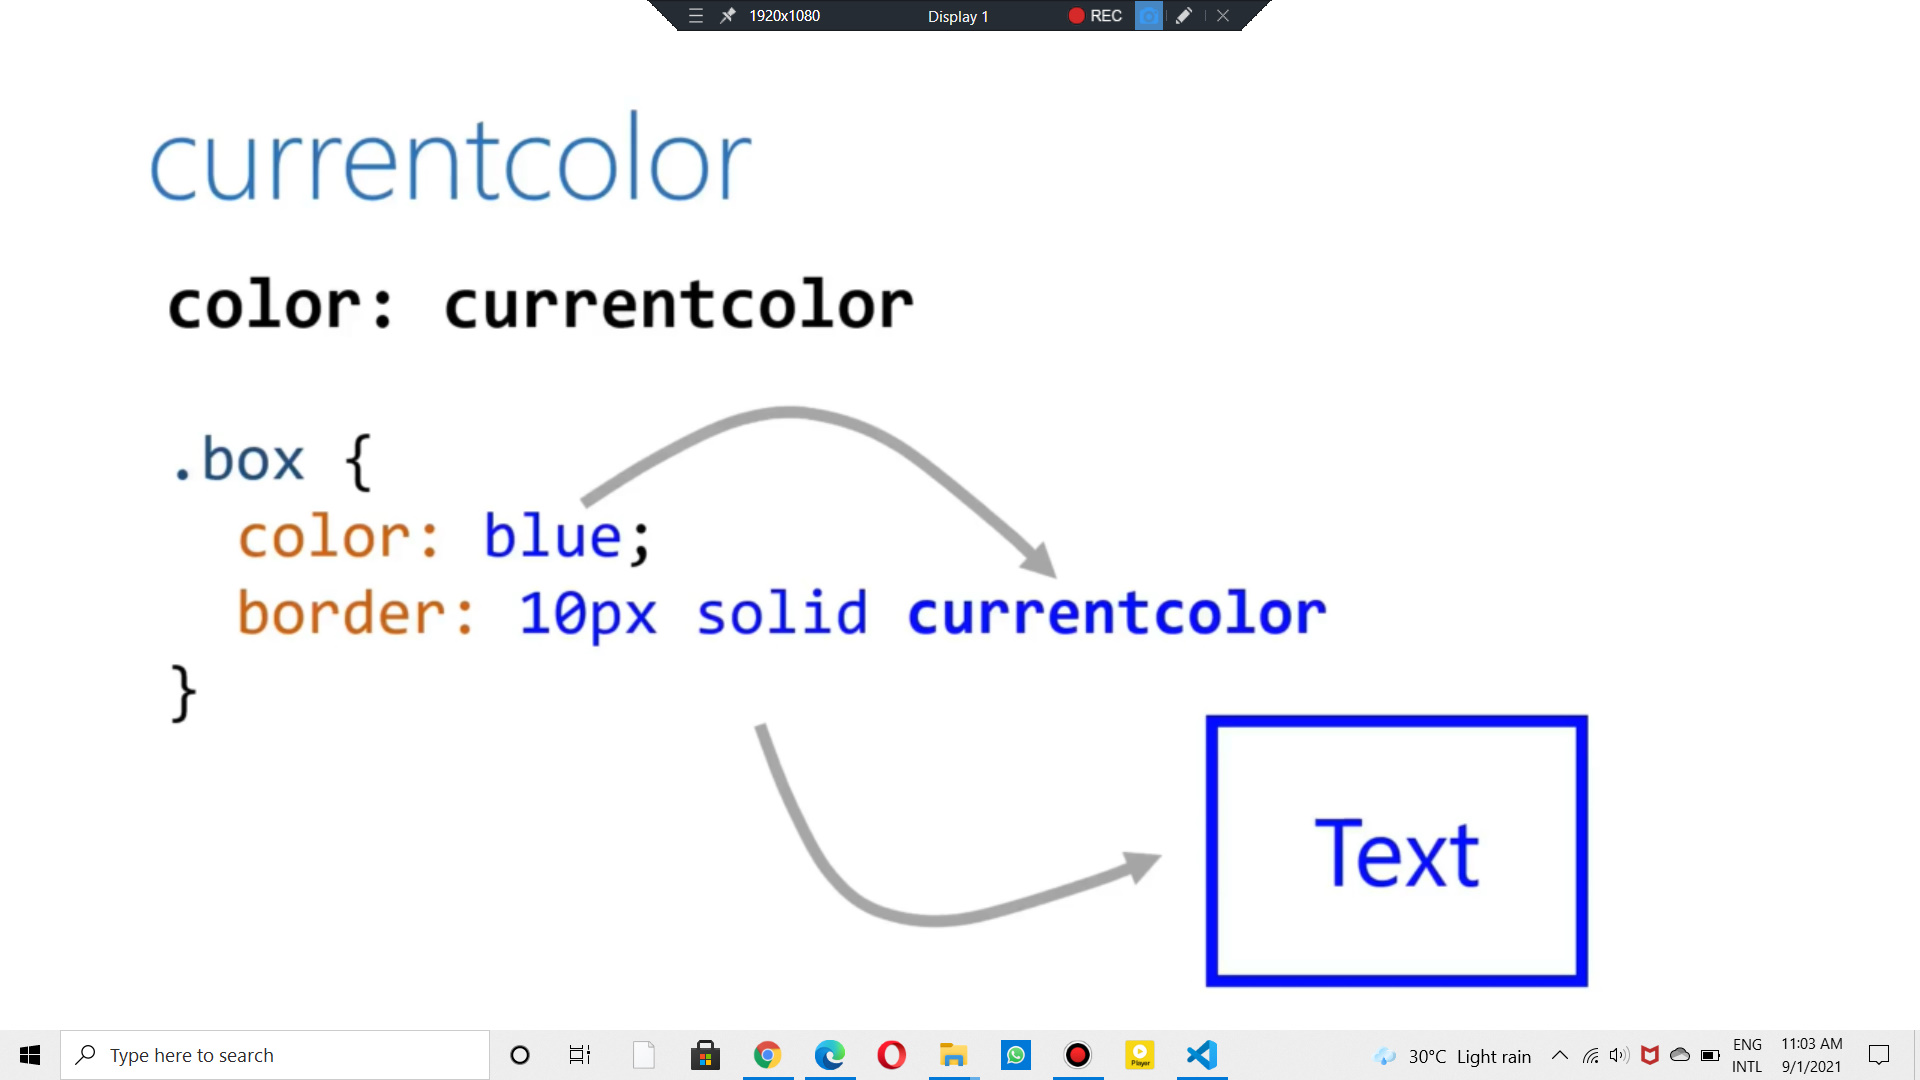 1920x1080 Display 1 REC
currentcolor
color: currentcolor
.box {
color: blue;
border: 10px solid currentcolor
}
Text
Type here to search
Player
30°C Light rain
ENG
INTL
11:03 AM
9/1/2021